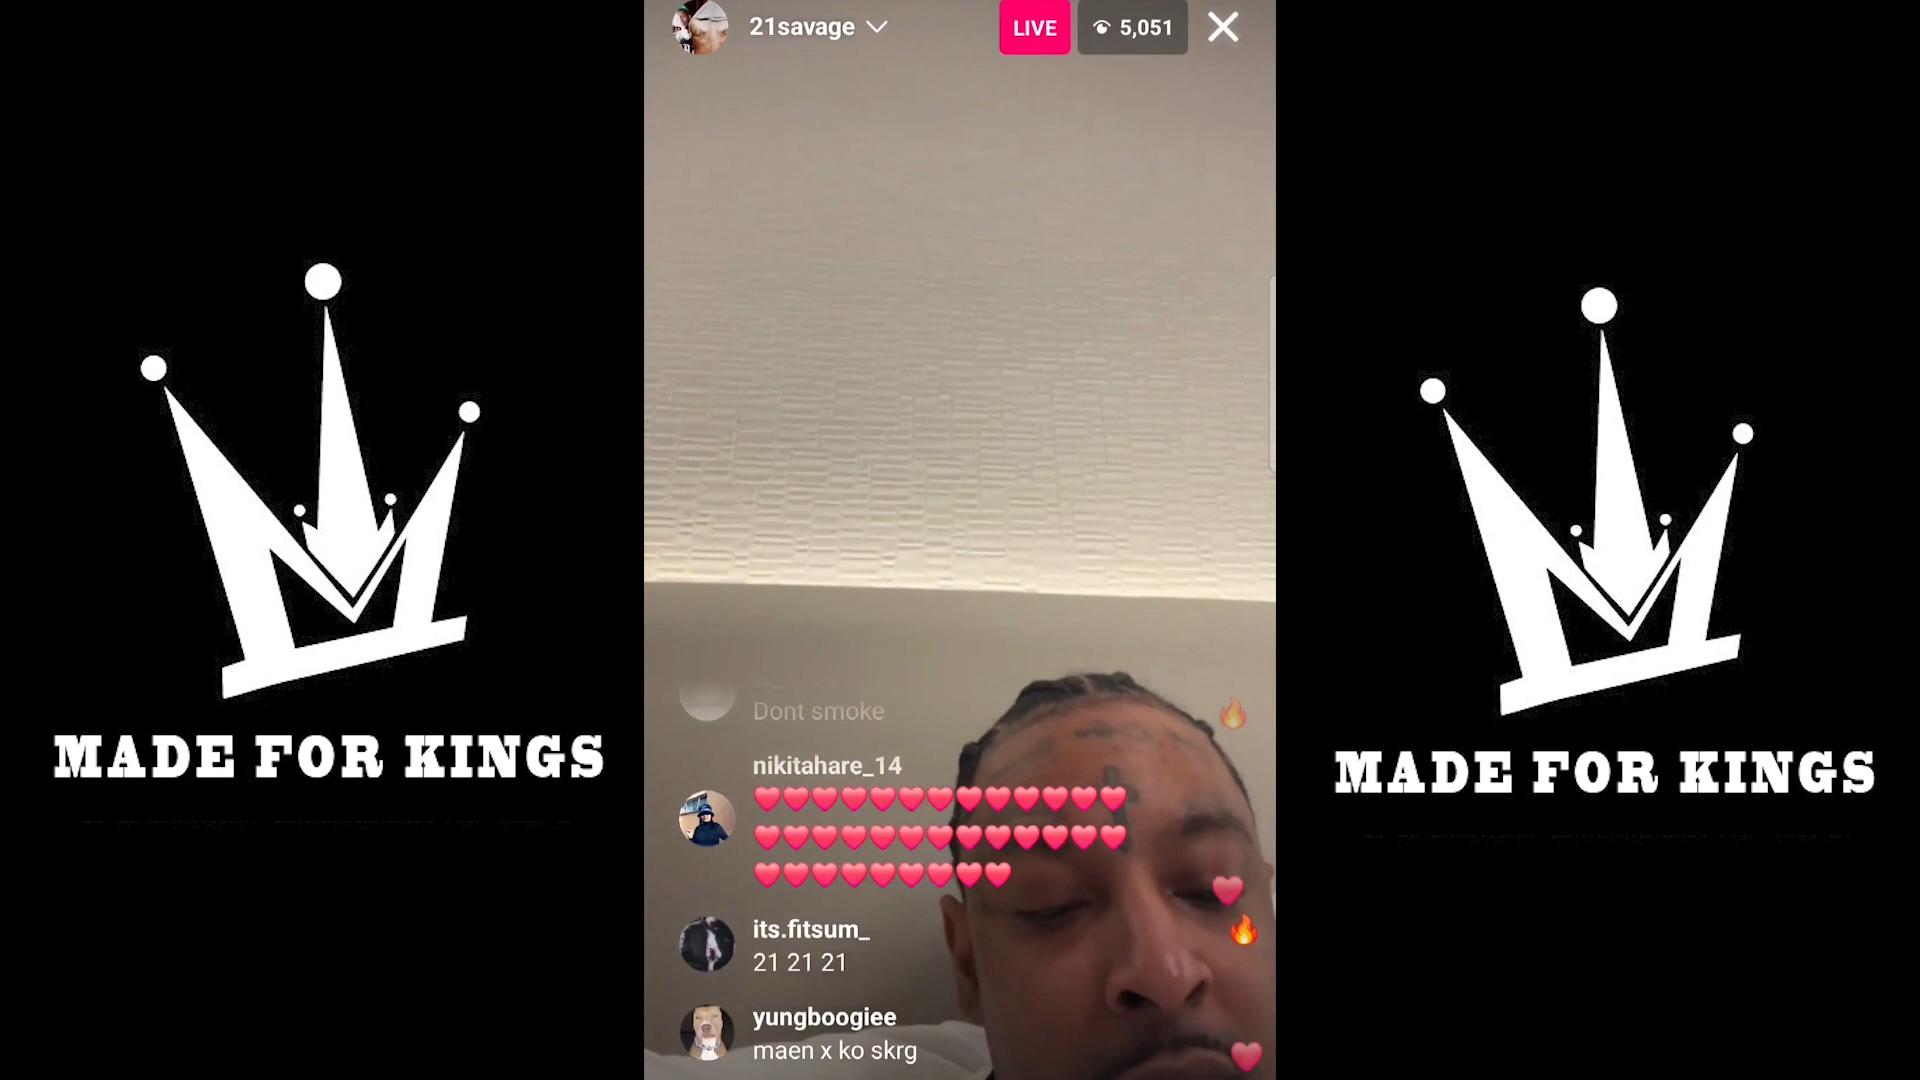 21savage
LIVE
5,051
Dont smoke
nikitahare_14
its.fitsum_
21 21 21
yungboogiee
maen x ko skrg
MADE FOR KINGS
MADE FOR KINGS